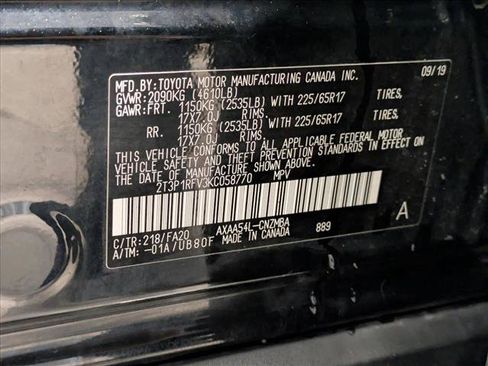 MFD. BY: TOYOTA MOTOR MANUFACTURING CANADA INC. 09/19
GVWR: 2090KG (4610LB)
GAWR: FRT. 1150KG (2535LB) WITH 225/65R17 TIRES,
17X7.0J RIMS,
RR. 1150KG (2535LB) WITH 225/65R17 TIRES,
17X7.0J RIMS,
THIS VEHICLE CONFORMS TO ALL APPLICABLE FEDERAL MOTOR
VEHICLE SAFETY AND THEFT PREVENTION STANDARDS IN EFFECT ON
THE DATE OF MANUFACTURE SHOWN ABOVE.
2T3P1RFV3KC058770 MPV
C/TR: 218/FA20 AXAA54L-CNZMBA 889 A
A/TM: -01A/UB80F MADE IN CANADA